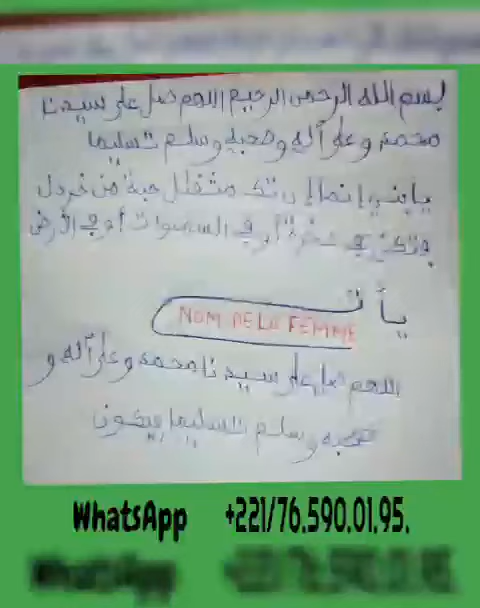 بسم الله الرحمن الرحيم اللهم صل على سيدنا
محمد وعلى آله وصحبه وسلم تسليما
يا بني إنها إن تك مثقال حبة من خردل
فتكن في صخرة أو في السموات أو في الأرض
يأت
NOM DE LA FEMME
اللهم صل على سيدنا محمد وعلى آله و
صحبه وسلم تسليما
WhatsApp +221/76.590.01.95.